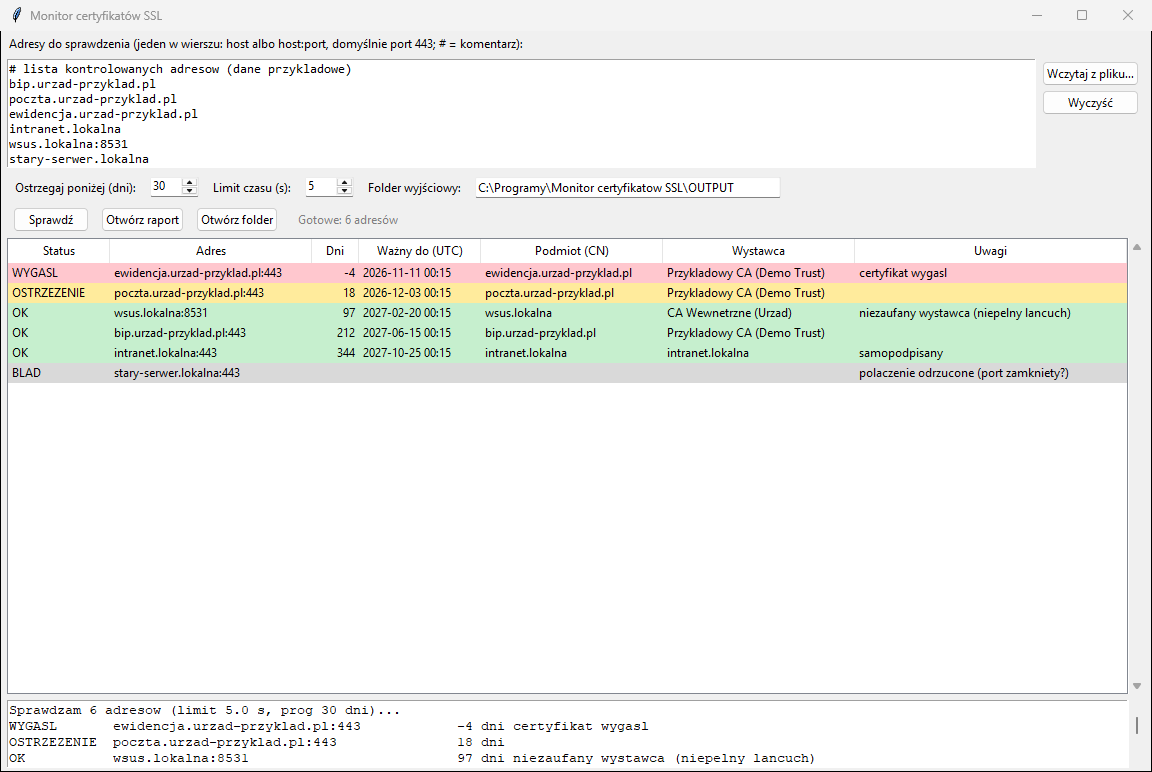 Monitor certyfikatów SSL
Adresy do sprawdzenia (jeden w wierszu: host albo host:port, domyślnie port 443; # = komentarz):
# lista kontrolowanych adresow (dane przykladowe)
bip.urzad-przyklad.pl
poczta.urzad-przyklad.pl
ewidencja.urzad-przyklad.pl
intranet.lokalna
wsus.lokalna:8531
stary-serwer.lokalna
Wczytaj z pliku...
Wyczyść
Ostrzegaj poniżej (dni): 30 Limit czasu (s): 5 Folder wyjściowy: C:\Programy\Monitor certyfikatow SSL\OUTPUT
Sprawdź Otwórz raport Otwórz folder Gotowe: 6 adresów
Status Adres Dni Ważny do (UTC) Podmiot (CN) Wystawca Uwagi
WYGASL ewidencja.urzad-przyklad.pl:443 -4 2026-11-11 00:15 ewidencja.urzad-przyklad.pl Przykladowy CA (Demo Trust) certyfikat wygasl
OSTRZEZENIE poczta.urzad-przyklad.pl:443 18 2026-12-03 00:15 poczta.urzad-przyklad.pl Przykladowy CA (Demo Trust)
OK wsus.lokalna:8531 97 2027-02-20 00:15 wsus.lokalna CA Wewnetrzne (Urzad) niezaufany wystawca (niepelny lancuch)
OK bip.urzad-przyklad.pl:443 212 2027-06-15 00:15 bip.urzad-przyklad.pl Przykladowy CA (Demo Trust)
OK intranet.lokalna:443 344 2027-10-25 00:15 intranet.lokalna intranet.lokalna samopodpisany
BLAD stary-serwer.lokalna:443 polaczenie odrzucone (port zamkniety?)
Sprawdzam 6 adresow (limit 5.0 s, prog 30 dni)...
WYGASL ewidencja.urzad-przyklad.pl:443 -4 dni certyfikat wygasl
OSTRZEZENIE poczta.urzad-przyklad.pl:443 18 dni
OK wsus.lokalna:8531 97 dni niezaufany wystawca (niepelny lancuch)